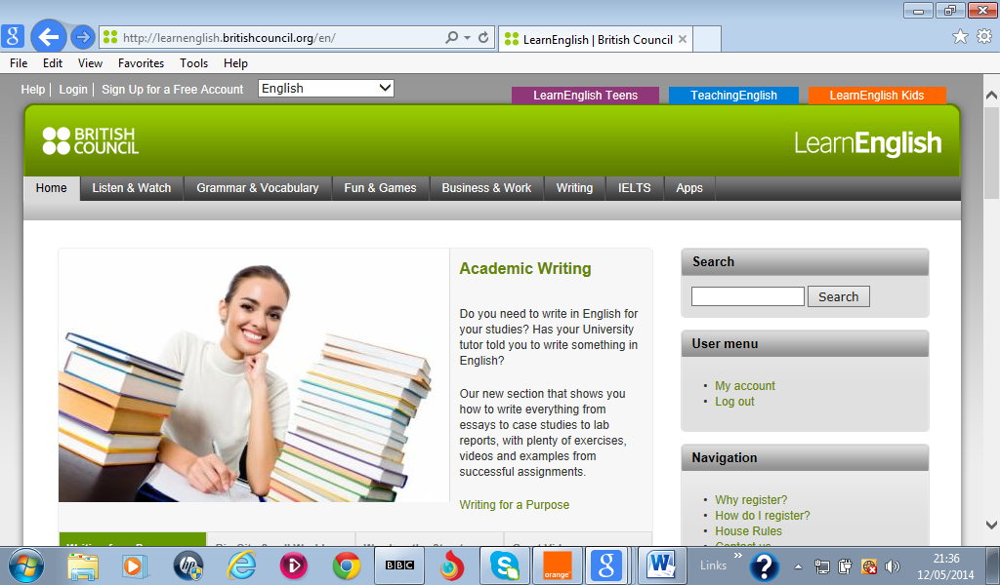 http://learnenglish.britishcouncil.org/en/
LearnEnglish | British Council
File Edit View Favorites Tools Help
Help | Login | Sign Up for a Free Account
English
LearnEnglish Teens
TeachingEnglish
LearnEnglish Kids
BRITISH
COUNCIL
LearnEnglish
Home
Listen & Watch
Grammar & Vocabulary
Fun & Games
Business & Work
Writing
IELTS
Apps
Academic Writing
Do you need to write in English for
your studies? Has your University
tutor told you to write something in
English?
Our new section that shows you
how to write everything from
essays to case studies to lab
reports, with plenty of exercises,
videos and examples from
successful assignments.
Writing for a Purpose
Search
Search
User menu
My account
Log out
Navigation
Why register?
How do I register?
House Rules
Contact us
hp
BBC
orange
Links
21:36
12/05/2014